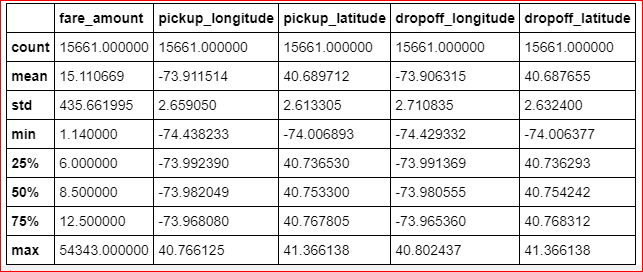 fare_amount pickup_longitude pickup_latitude dropoff_longitude dropoff_latitude
count 15661.000000 15661.000000 15661.000000 15661.000000 15661.000000
mean 15.110669 -73.911514 40.689712 -73.906315 40.687655
std 435.661995 2.659050 2.613305 2.710835 2.632400
min 1.140000 -74.438233 -74.006893 -74.429332 -74.006377
25% 6.000000 -73.992390 40.736530 -73.991369 40.736293
50% 8.500000 -73.982049 40.753300 -73.980555 40.754242
75% 12.500000 -73.968080 40.767805 -73.965360 40.768312
max 54343.000000 40.766125 41.366138 40.802437 41.366138